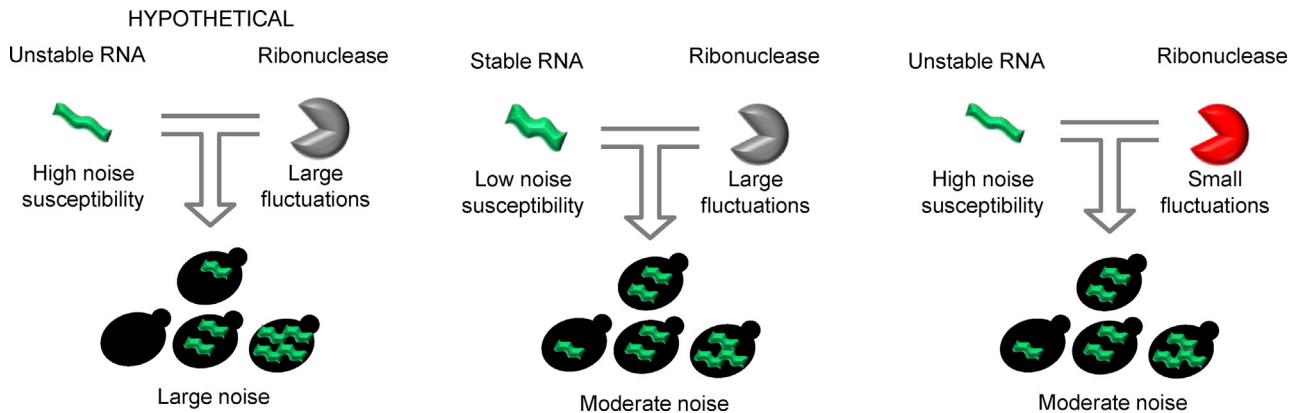 HYPOTHETICAL
Unstable RNA
Ribonuclease
High noise
susceptibility
Large
fluctuations
Large noise
Stable RNA
Ribonuclease
Low noise
susceptibility
Large
fluctuations
Moderate noise
Unstable RNA
Ribonuclease
High noise
susceptibility
Small
fluctuations
Moderate noise